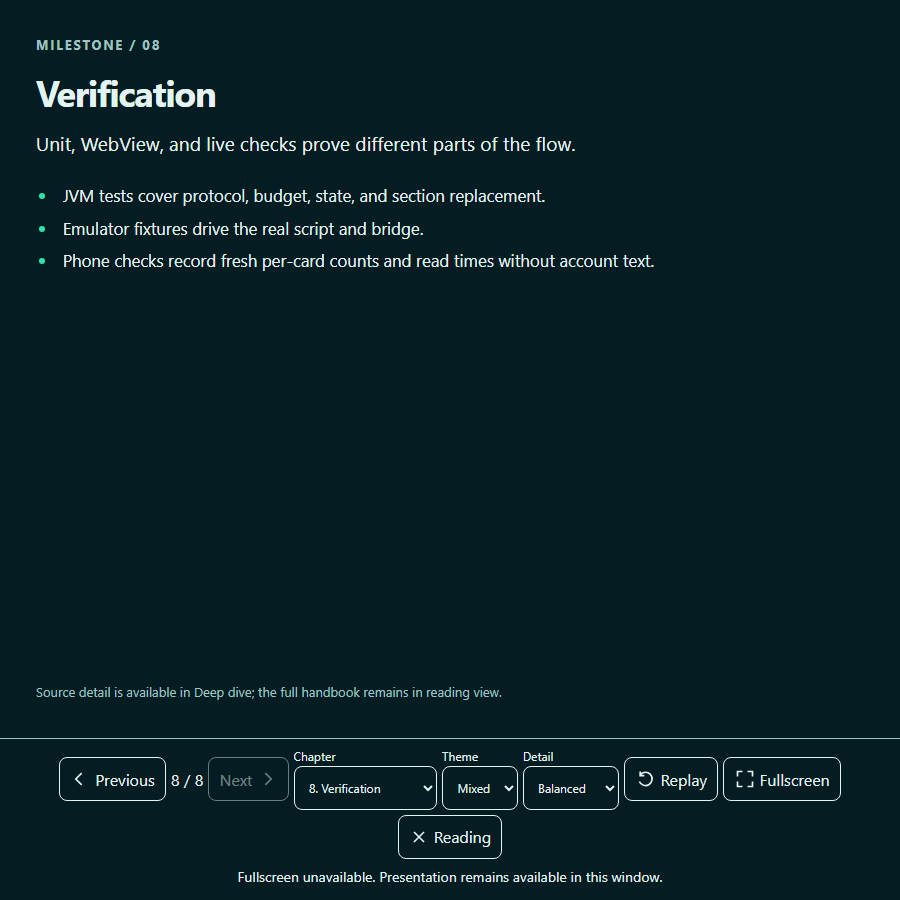 MILESTONE / 08
Verification
Unit, WebView, and live checks prove different parts of the flow.
JVM tests cover protocol, budget, state, and section replacement.
Emulator fixtures drive the real script and bridge.
Phone checks record fresh per-card counts and read times without account text.
Source detail is available in Deep dive; the full handbook remains in reading view.
Chapter Theme Detail
Previous 8 / 8 Next 8. Verification Mixed Balanced Replay Fullscreen
Reading
Fullscreen unavailable. Presentation remains available in this window.